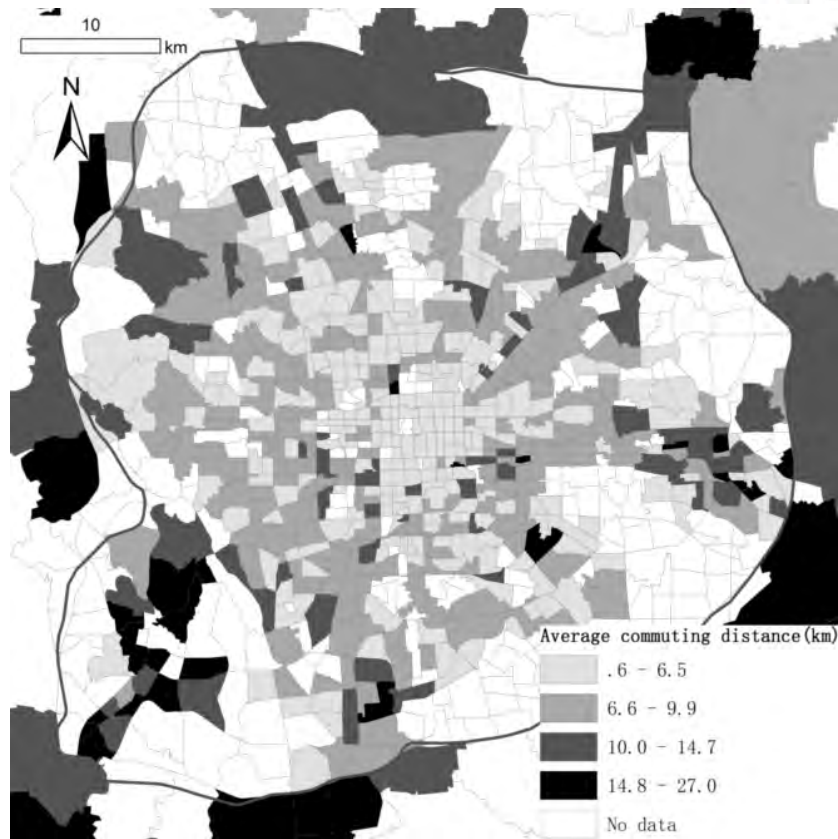 10
km
N
Average commuting distance(km)
.6 - 6.5
6.6 - 9.9
10.0 - 14.7
14.8 - 27.0
No data